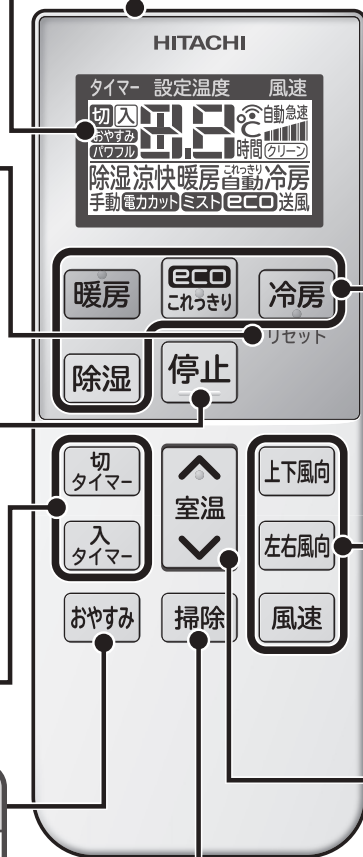 HITACHI
タイマー 設定温度 風速
切 入 8.8 ℃ 自動 急速
おやすみ
パワフル 時間 クリーン
除湿 涼快 暖房 これっきり自動 冷房
手動 電力カット ミスト eco 送風
暖房 eco これっきり 冷房
リセット
除湿 停止
切タイマー
入タイマー
室温
上下風向
左右風向
おやすみ 掃除 風速